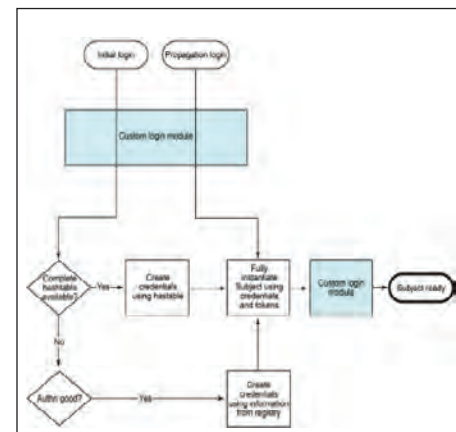 Initial login
Propagation login
Custom login module
Complete
hashtable
available?
Yes
Create
credentials
using hastable
Fully
instantiate
Subject using
credentials
and tokens
Custom login
module
Subject ready
No
Authn good?
Yes
Create
credentials
using information
from registry